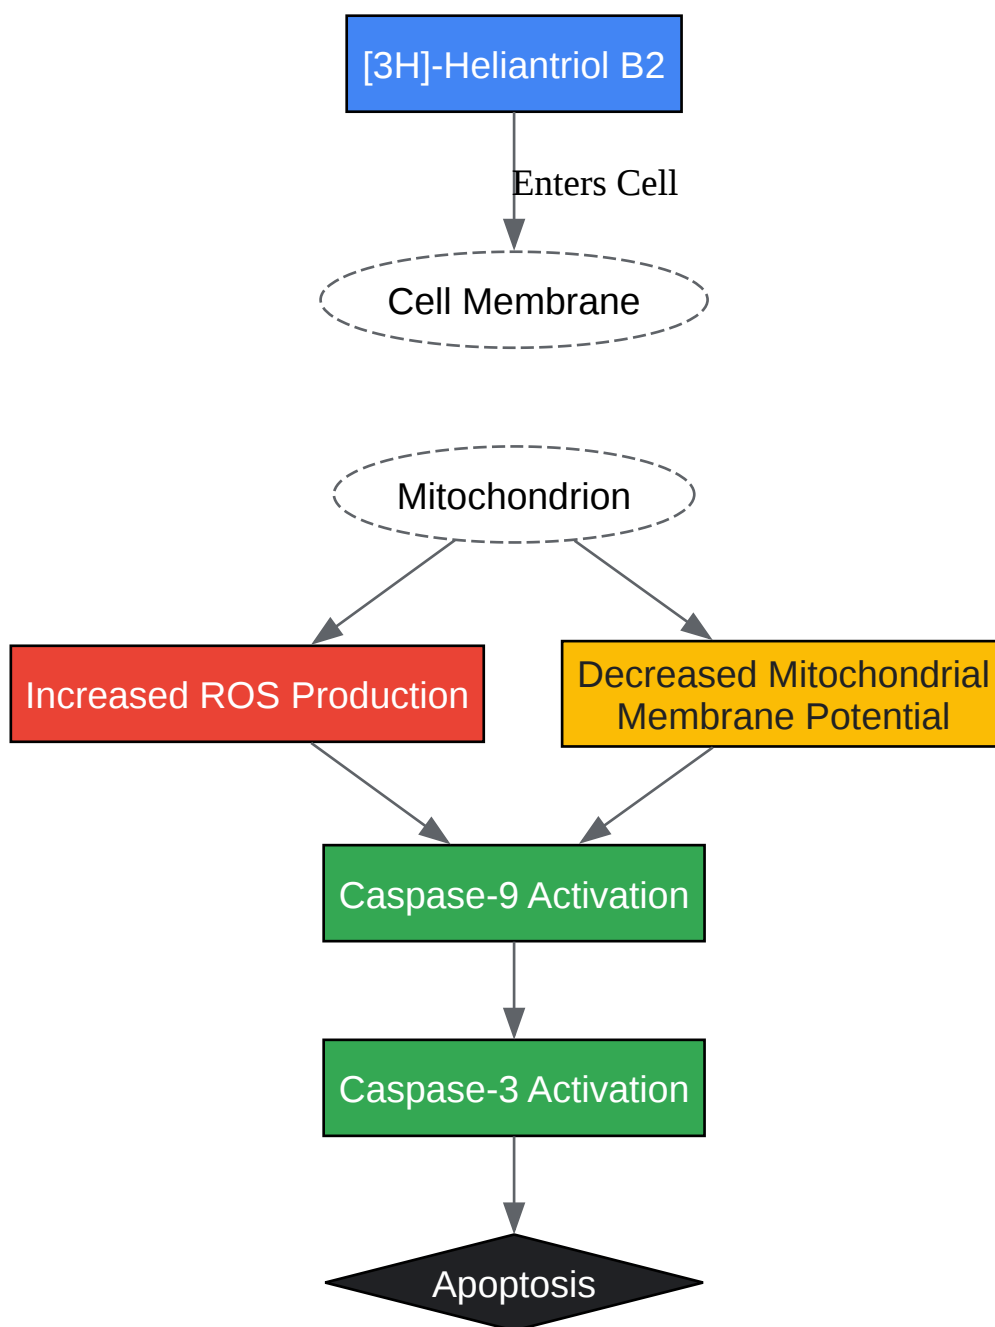 [3H]-Heliantriol B2
Enters Cell
Cell Membrane
Mitochondrion
Increased ROS Production
Decreased Mitochondrial
Membrane Potential
Caspase-9 Activation
Caspase-3 Activation
Apoptosis